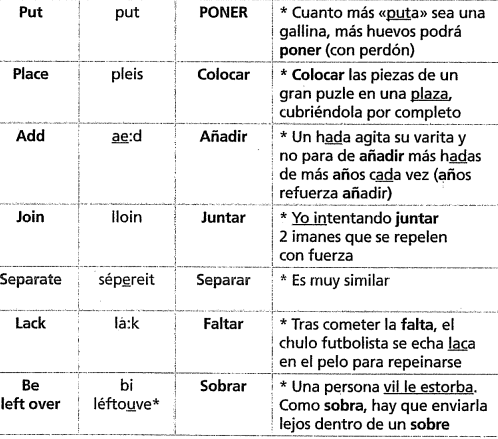 Put put PONER * Cuanto más «puta» sea una
gallina, más huevos podrá
poner (con perdón)
Place pleis Colocar * Colocar las piezas de un
gran puzle en una plaza,
cubriéndola por completo
Add ae:d Añadir * Un hada agita su varita y
no para de añadir más hadas
de más años cada vez (años
refuerza añadir)
Join lloin Juntar * Yo intentando juntar
2 imanes que se repelen
con fuerza
Separate sépereit Separar * Es muy similar
Lack la:k Faltar * Tras cometer la falta, el
chulo futbolista se echa laca
en el pelo para repeinarse
Be bi Sobrar * Una persona vil le estorba.
left over léftouve* Como sobra, hay que enviarla
lejos dentro de un sobre